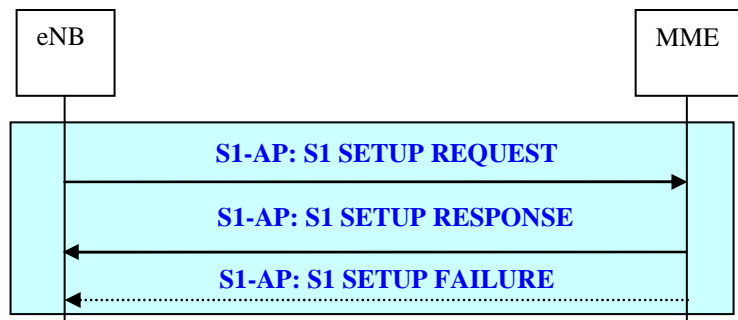 eNB
MME
S1-AP: S1 SETUP REQUEST
S1-AP: S1 SETUP RESPONSE
S1-AP: S1 SETUP FAILURE